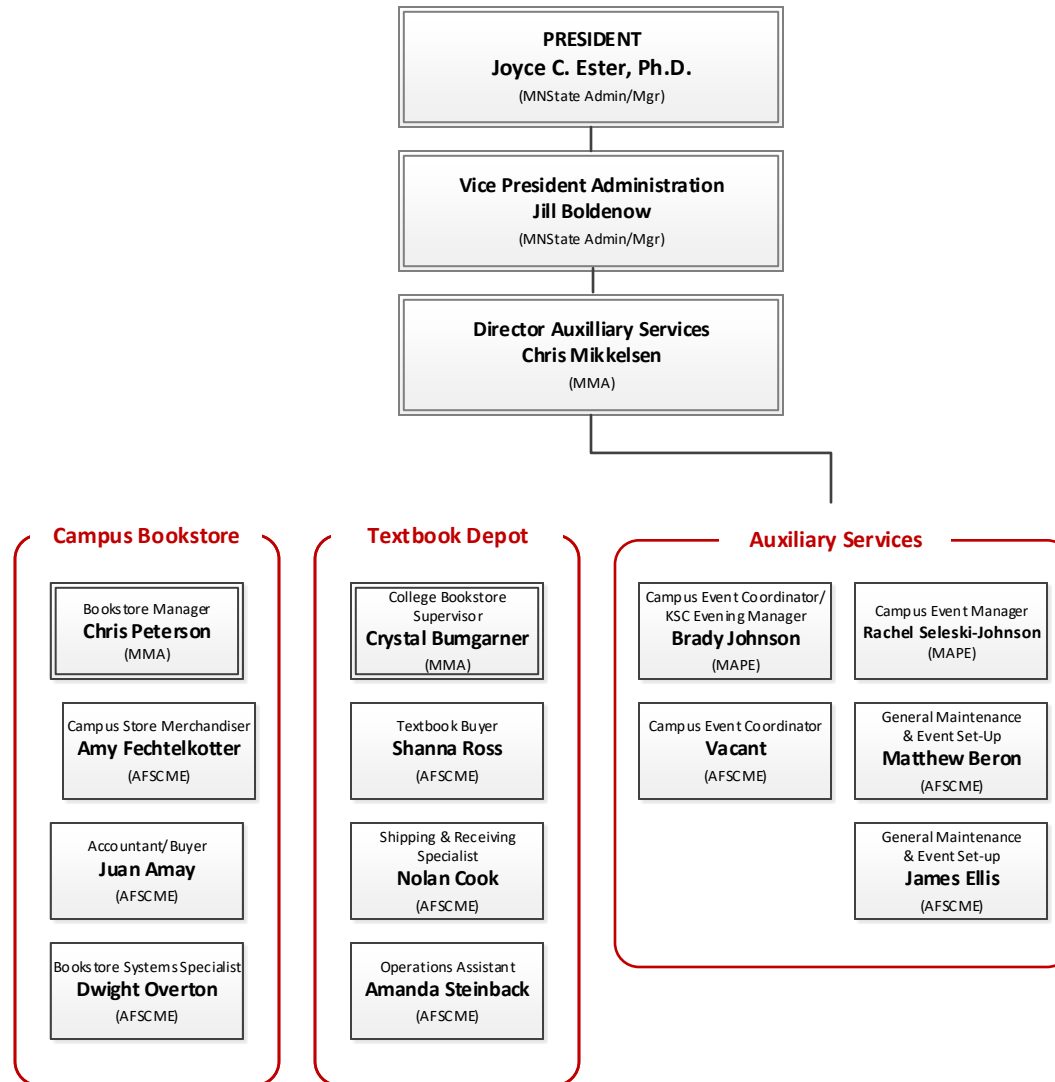 PRESIDENT
Joyce C. Ester, Ph.D.
(MNState Admin/Mgr)
Vice President Administration
Jill Boldenow
(MNState Admin/Mgr)
Director Auxilliary Services
Chris Mikkelsen
(MMA)
Campus Bookstore
Bookstore Manager
Chris Peterson
(MMA)
Campus Store Merchandiser
Amy Fechtelkotter
(AFSCME)
Accountant/Buyer
Juan Amay
(AFSCME)
Bookstore Systems Specialist
Dwight Overton
(AFSCME)
Textbook Depot
College Bookstore
Supervisor
Crystal Bumgarner
(MMA)
Textbook Buyer
Shanna Ross
(AFSCME)
Shipping & Receiving
Specialist
Nolan Cook
(AFSCME)
Operations Assistant
Amanda Steinback
(AFSCME)
Auxiliary Services
Campus Event Coordinator/
KSC Evening Manager
Brady Johnson
(MAPE)
Campus Event Coordinator
Vacant
(AFSCME)
Campus Event Manager
Rachel Seleski-Johnson
(MAPE)
General Maintenance
& Event Set-Up
Matthew Beron
(AFSCME)
General Maintenance
& Event Set-up
James Ellis
(AFSCME)